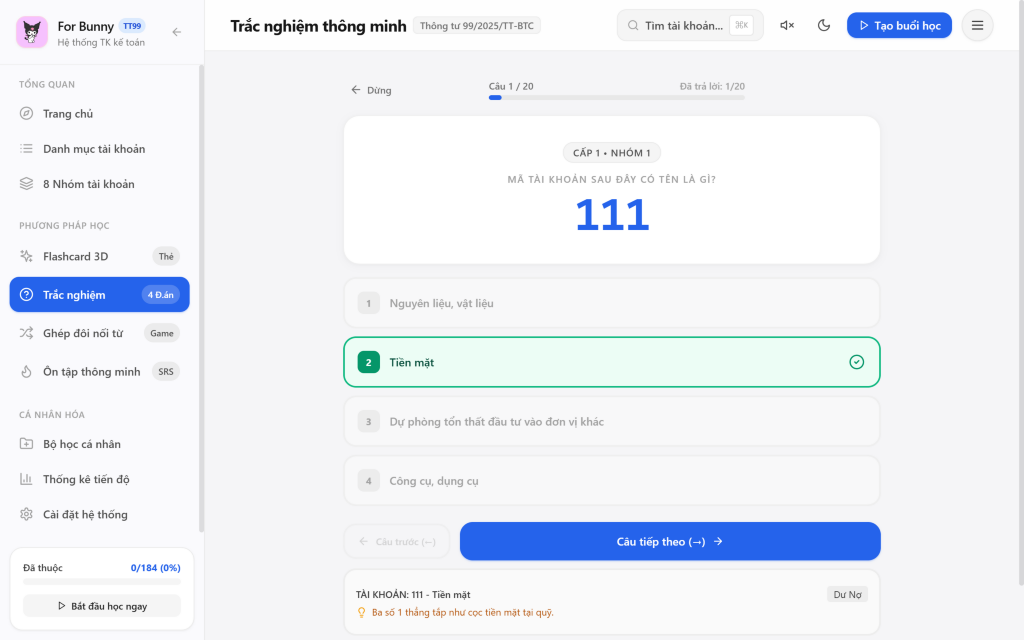 For Bunny TT99
Hệ thống TK kế toán
TỔNG QUAN
Trang chủ
Danh mục tài khoản
8 Nhóm tài khoản
PHƯƠNG PHÁP HỌC
Flashcard 3D Thẻ
Trắc nghiệm 4 Đ.án
Ghép đôi nối từ Game
Ôn tập thông minh SRS
CÁ NHÂN HÓA
Bộ học cá nhân
Thống kê tiến độ
Cài đặt hệ thống
Đã thuộc 0/184 (0%)
Bắt đầu học ngay
Trắc nghiệm thông minh Thông tư 99/2025/TT-BTC
Tìm tài khoản... ⌘K
Tạo buổi học
Dừng
Câu 1 / 20 Đã trả lời: 1/20
CẤP 1 • NHÓM 1
MÃ TÀI KHOẢN SAU ĐÂY CÓ TÊN LÀ GÌ?
111
1 Nguyên liệu, vật liệu
2 Tiền mặt
3 Dự phòng tổn thất đầu tư vào đơn vị khác
4 Công cụ, dụng cụ
Câu trước (←)
Câu tiếp theo (→)
TÀI KHOẢN: 111 - Tiền mặt Dư Nợ
Ba số 1 thẳng tắp như cọc tiền mặt tại quỹ.